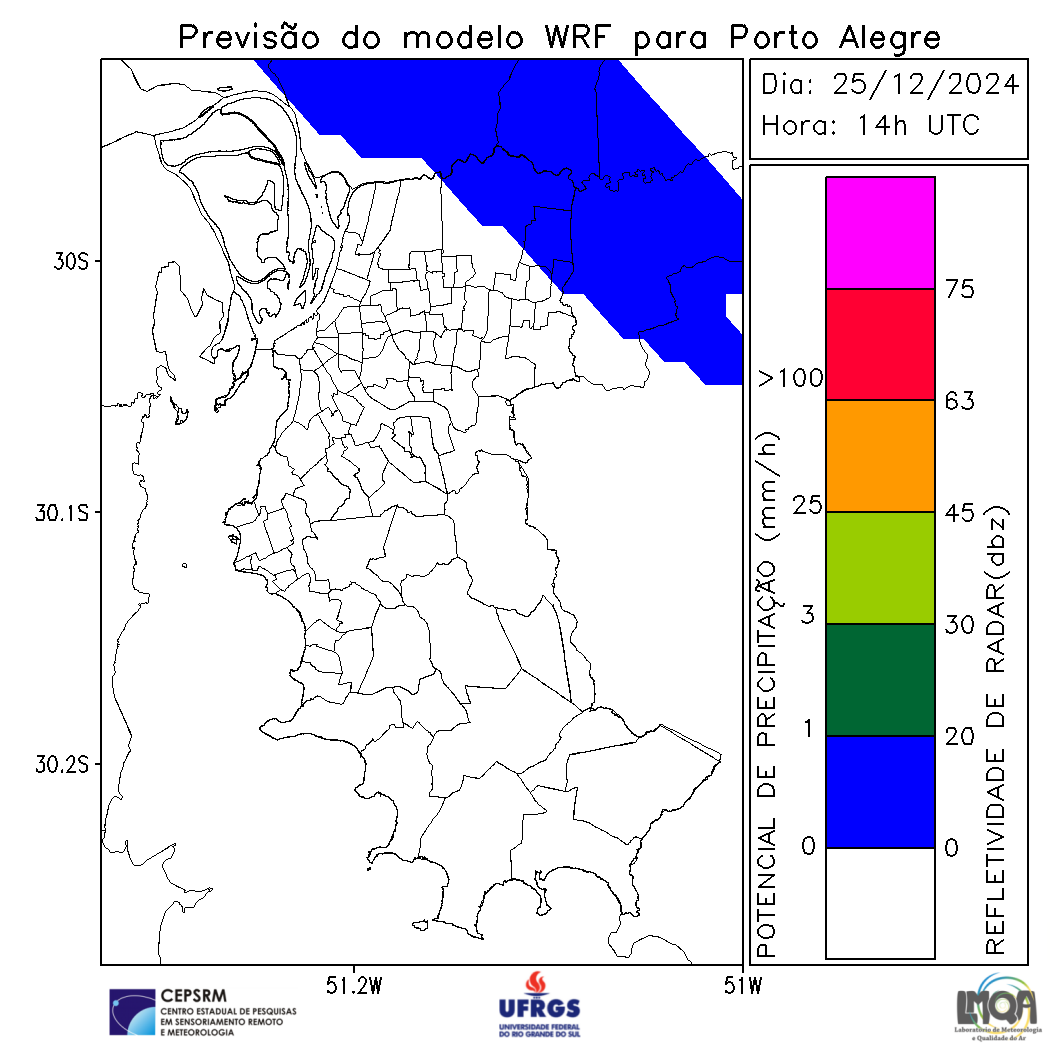 Previsão do modelo WRF para Porto Alegre
Dia: 25/12/2024
Hora: 14h UTC
30S
30.1S
30.2S
51.2W
51W
POTENCIAL DE PRECIPITAÇÃO (mm/h)
>100
25
3
1
0
75
63
45
30
20
0
REFLETIVIDADE DE RADAR(dbz)
CEPSRM
CENTRO ESTADUAL DE PESQUISAS
EM SENSORIAMENTO REMOTO
E METEOROLOGIA
UFRGS
UNIVERSIDADE FEDERAL
DO RIO GRANDE DO SUL
LMQA
Laboratório de Meteorologia
e Qualidade do Ar